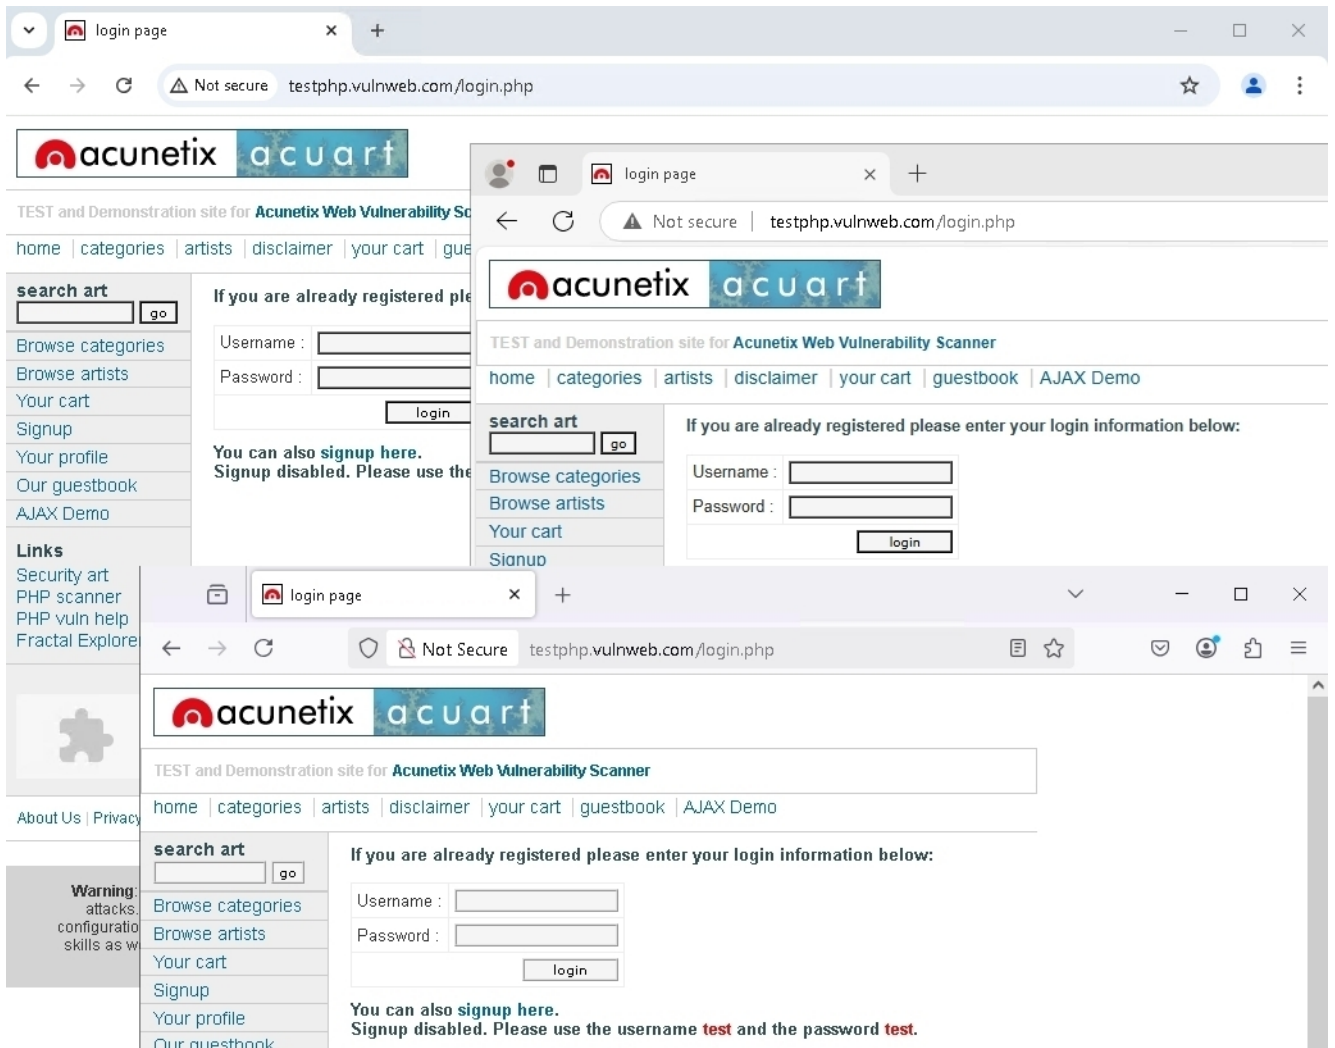 login page
Not secure testphp.vulnweb.com/login.php
acunetix acuart
TEST and Demonstration site for Acunetix Web Vulnerability Sc
home categories artists disclaimer your cart gue
search art
go
Browse categories
Browse artists
Your cart
Signup
Your profile
Our guestbook
AJAX Demo
Links
Security art
PHP scanner
PHP vuln help
Fractal Explore
If you are already registered ple
Username :
Password :
login
You can also signup here.
Signup disabled. Please use the
About Us | Privacy
Warning:
attacks.
configuratio
skills as w
login page
Not secure testphp.vulnweb.com/login.php
acunetix acuart
TEST and Demonstration site for Acunetix Web Vulnerability Scanner
home categories artists disclaimer your cart guestbook AJAX Demo
search art
go
Browse categories
Browse artists
Your cart
Signup
If you are already registered please enter your login information below:
Username :
Password :
login
login page
Not Secure testphp.vulnweb.com/login.php
acunetix acuart
TEST and Demonstration site for Acunetix Web Vulnerability Scanner
home categories artists disclaimer your cart guestbook AJAX Demo
search art
go
Browse categories
Browse artists
Your cart
Signup
Your profile
Our guestbook
If you are already registered please enter your login information below:
Username :
Password :
login
You can also signup here.
Signup disabled. Please use the username test and the password test.